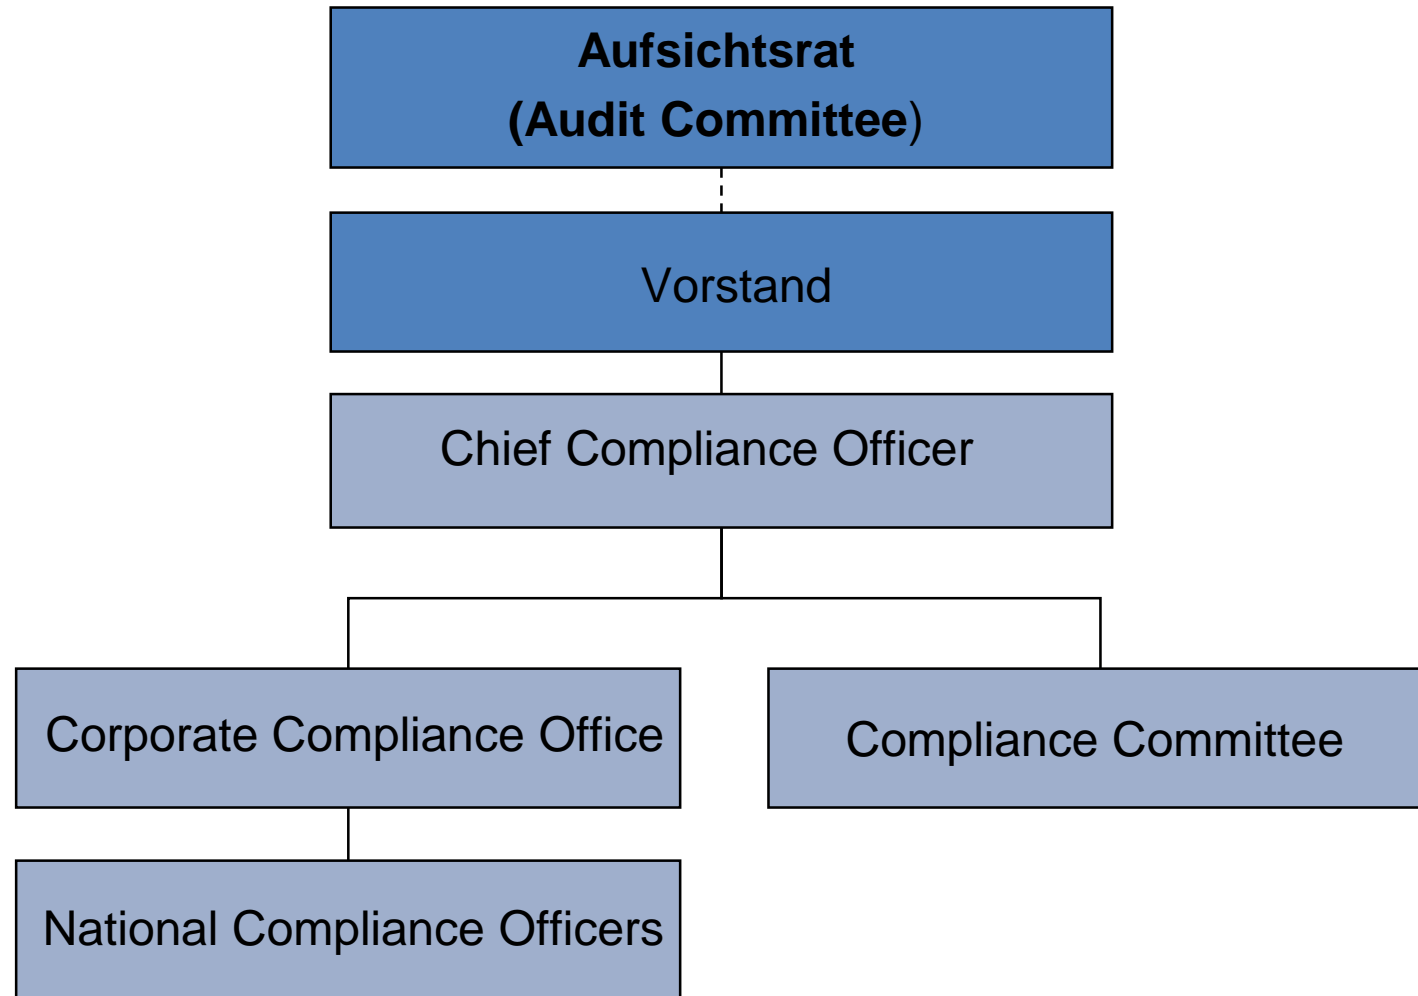 Aufsichtsrat
(Audit Committee)
Vorstand
Chief Compliance Officer
Corporate Compliance Office
Compliance Committee
National Compliance Officers